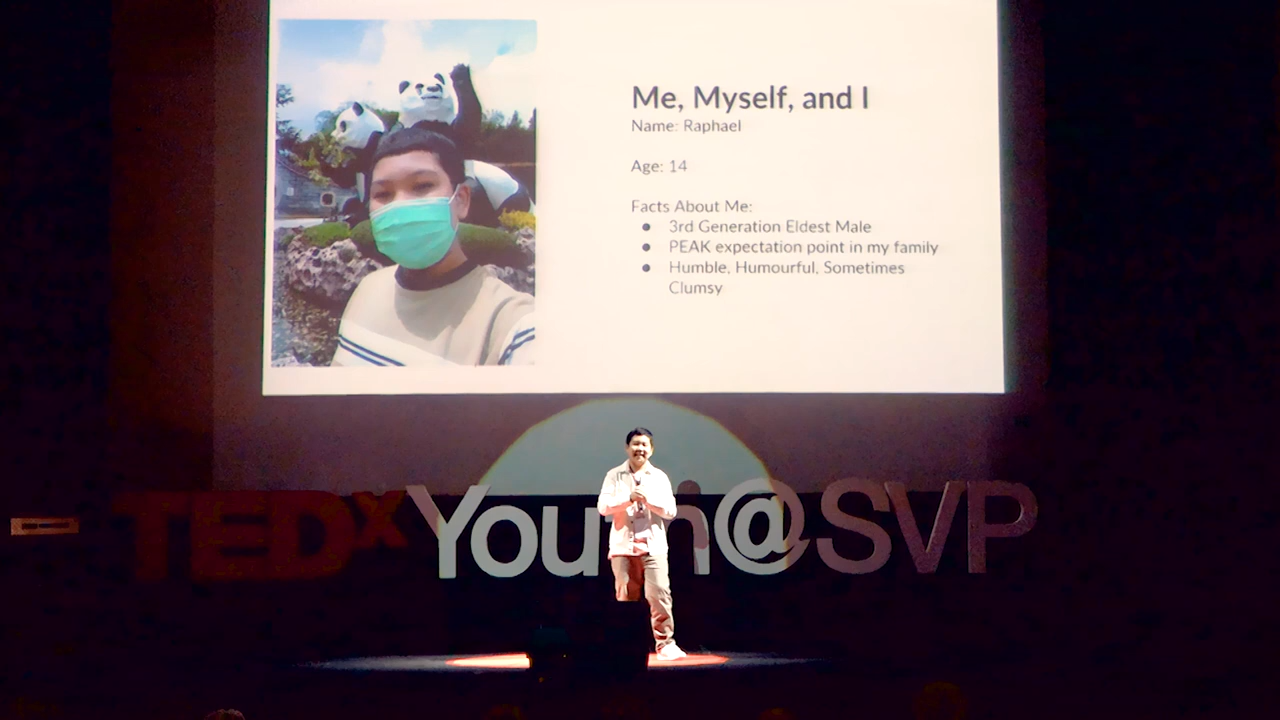 Me, Myself, and I
Name: Raphael
Age: 14
Facts About Me:
● 3rd Generation Eldest Male
● PEAK expectation point in my family
● Humble, Humourful, Sometimes
Clumsy
TEDx Youth@SVP